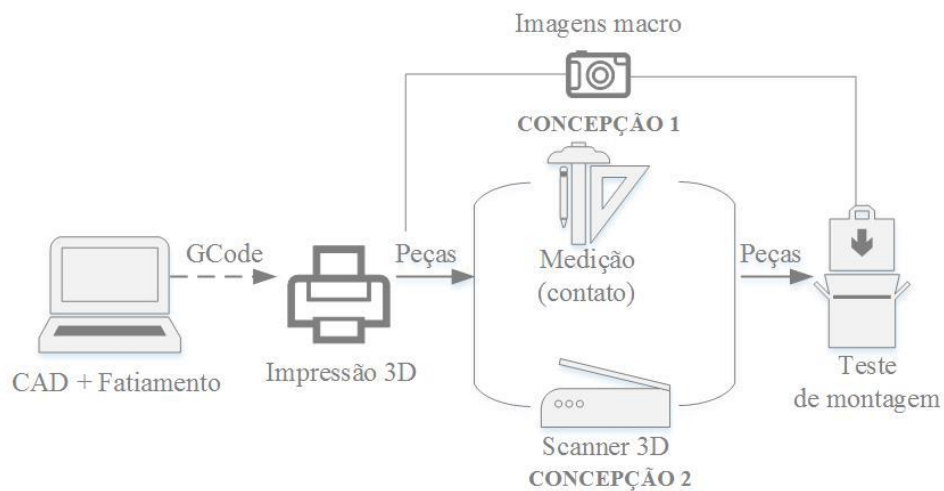 Imagens macro
CONCEPÇÃO 1
GCode
Peças
Medição
(contato)
Peças
CAD + Fatiamento
Impressão 3D
Teste
de montagem
Scanner 3D
CONCEPÇÃO 2